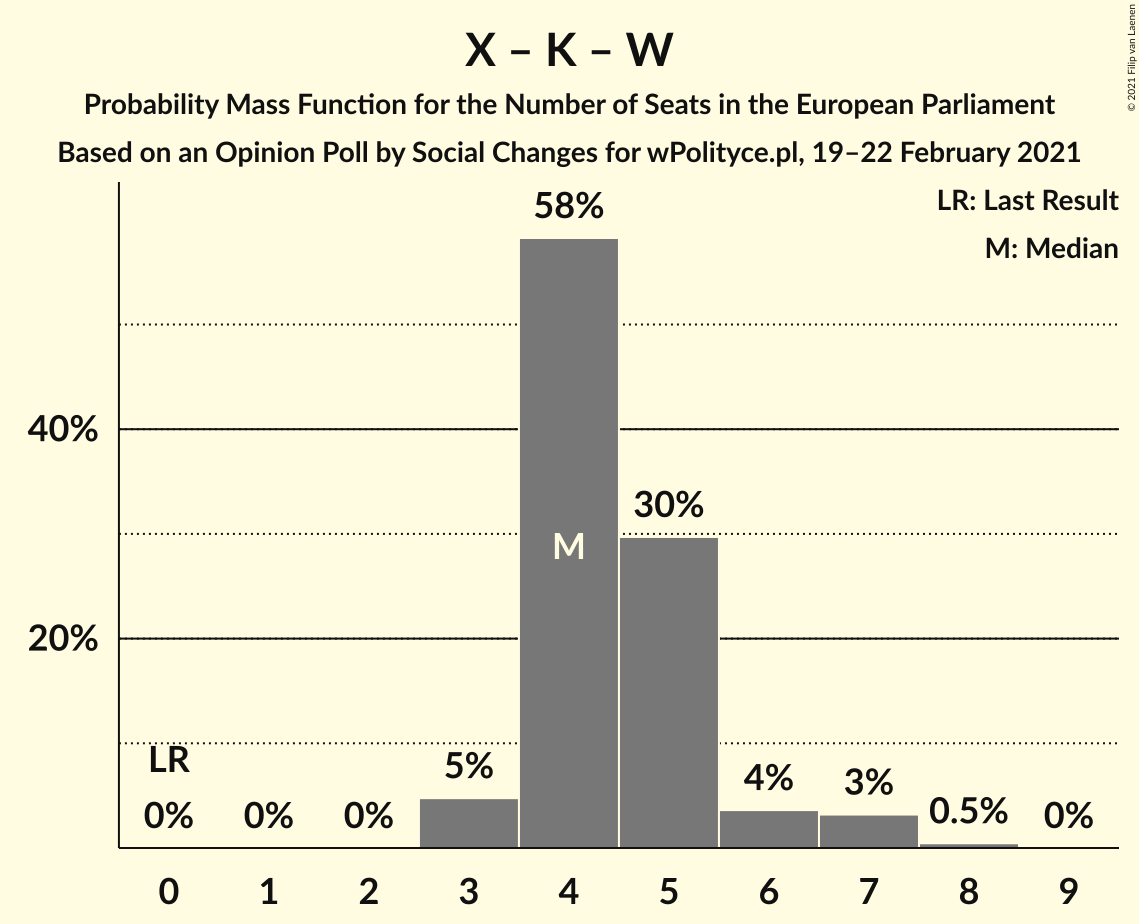 X – K – W
Probability Mass Function for the Number of Seats in the European Parliament
Based on an Opinion Poll by Social Changes for wPolityce.pl, 19–22 February 2021
© 2021 Filip van Laenen
LR: Last Result
M: Median
58%
40%
30%
M
20%
LR
5%
4%
3%
0.5%
0%
0%
0%
0%
0 1 2 3 4 5 6 7 8 9